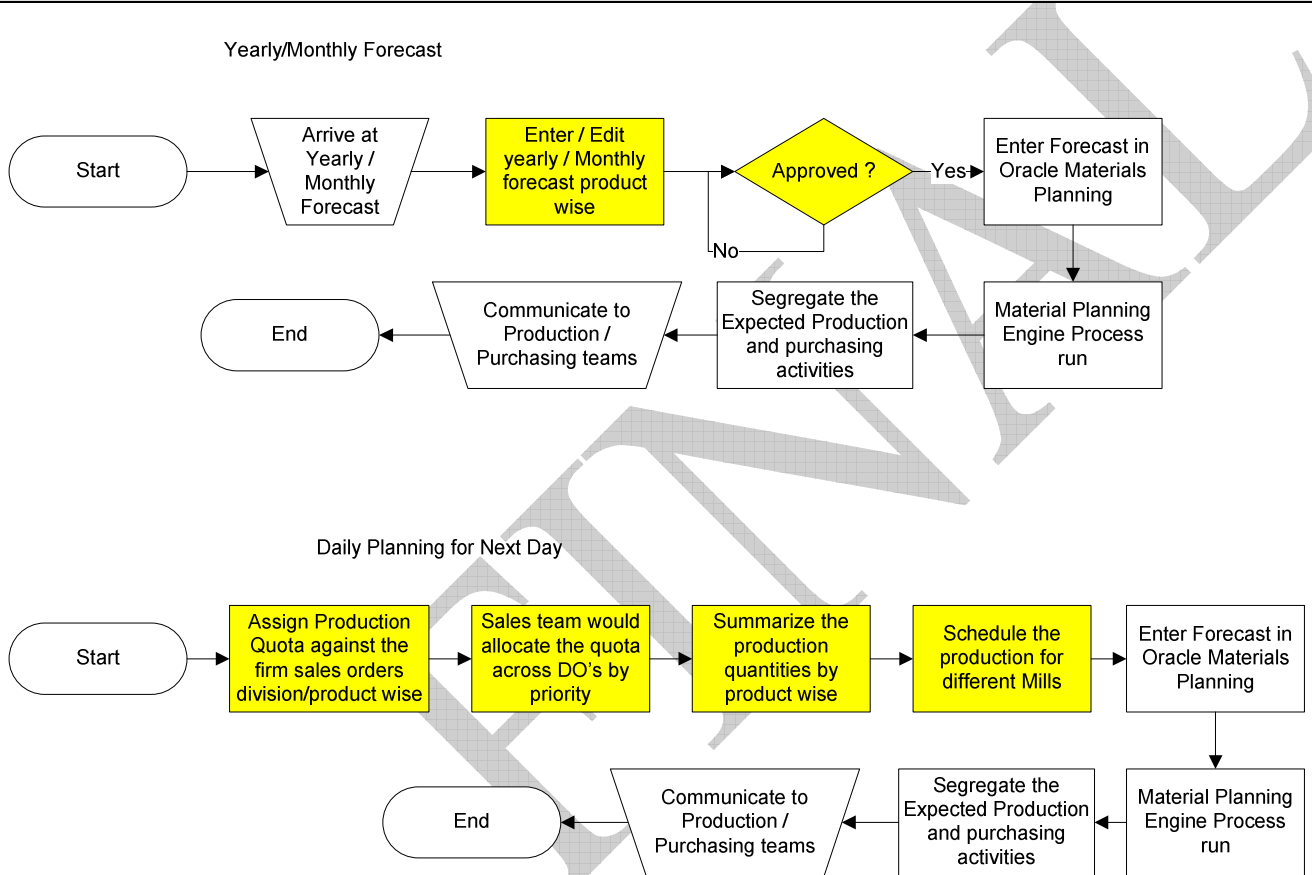 Yearly/Monthly Forecast
Start
Arrive at
Yearly /
Monthly
Forecast
Enter / Edit
yearly / Monthly
forecast product
wise
Approved ?
Yes
No
Enter Forecast in
Oracle Materials
Planning
Material Planning
Engine Process
run
Segregate the
Expected Production
and purchasing
activities
Communicate to
Production /
Purchasing teams
End
Daily Planning for Next Day
Start
Assign Production
Quota against the
firm sales orders
division/product wise
Sales team would
allocate the quota
across DO's by
priority
Summarize the
production
quantities by
product wise
Schedule the
production for
different Mills
Enter Forecast in
Oracle Materials
Planning
Material Planning
Engine Process
run
Segregate the
Expected Production
and purchasing
activities
Communicate to
Production /
Purchasing teams
End
FINAL